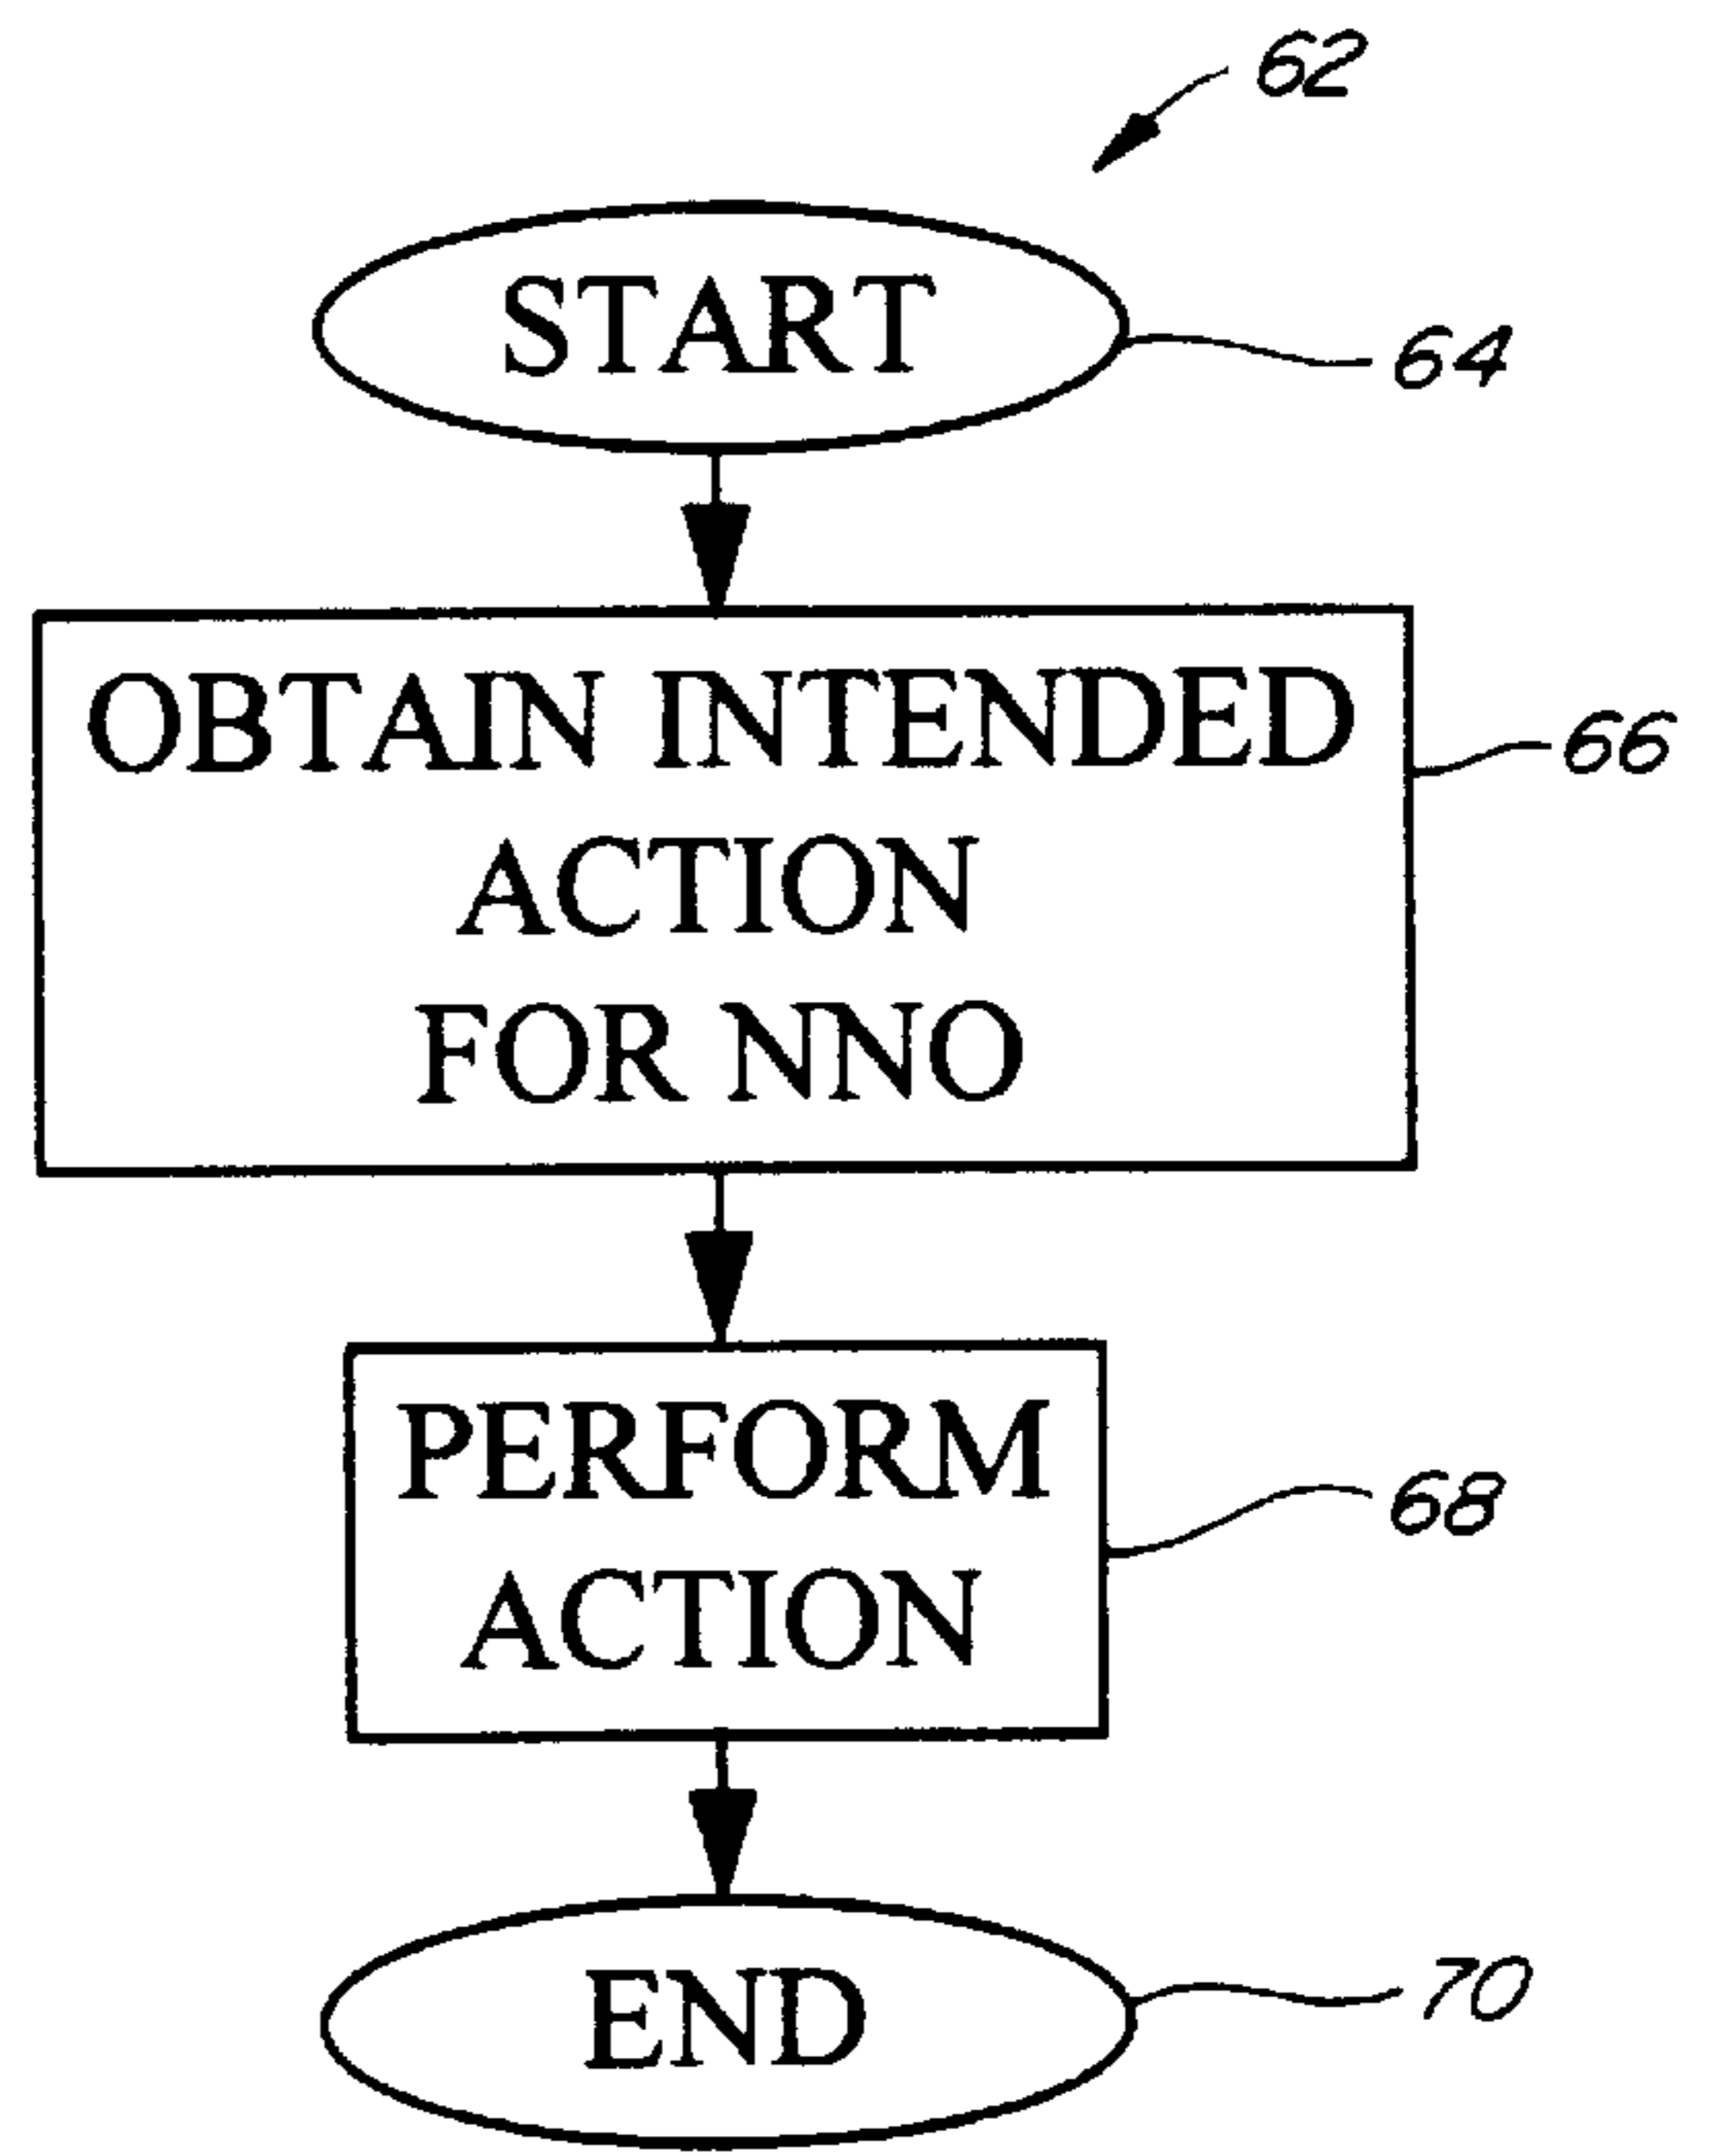 62
START
64
OBTAIN INTENDED
66
ACTION
FOR NNO
PERFORM
68
ACTION
END
70